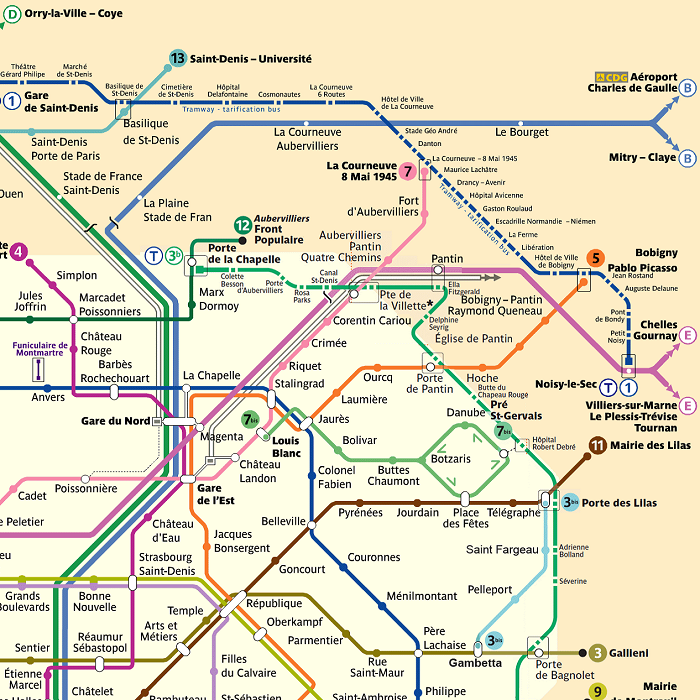 D Orry-la-Ville – Coye
13 Saint-Denis – Université
Théâtre
Gérard Philipe
Marché
de St-Denis
Basilique de
St-Denis
Cimetière
de St-Denis
Hôpital
Delafontaine
Cosmonautes
La Courneuve
6 Routes
Hôtel de Ville
de La Courneuve
CDG Aéroport
Charles de Gaulle
B
1 Gare
de Saint-Denis
Tramway - tarification bus
Basilique
de St-Denis
La Courneuve
Aubervilliers
Stade Géo André
Danton
Le Bourget
Mitry – Claye
B
Saint-Denis
Porte de Paris
La Courneuve
8 Mai 1945
7
La Courneuve – 8 Mai 1945
Maurice Lachâtre
Drancy – Avenir
Hôpital Avicenne
Gaston Roulaud
Escadrille Normandie - Niémen
La Ferme
Libération
Hôtel de Ville
de Bobigny
Tramway - tarification bus
Stade de France
Saint-Denis
Ouen
La Plaine
Stade de Fran
Fort
d'Aubervilliers
12 Aubervilliers
Front
Populaire
Aubervilliers
Pantin
Quatre Chemins
4
T 3b
Porte
de la Chapelle
Colette
Besson
Porte
d'Aubervilliers
Rosa
Parks
Canal
St-Denis
Pantin
Ella
Fitzgerald
5
Bobigny
Pablo Picasso
Jean Rostand
Auguste Delaune
Pont
de Bondy
Petit
Noisy
Simplon
Jules
Joffrin
Marcadet
Poissonniers
Marx
Dormoy
Pte de
la Villette*
Corentin Cariou
Delphine
Seyrig
Bobigny – Pantin
Raymond Queneau
Église de Pantin
Chelles
Gournay
E
Château
Rouge
Crimée
Funiculaire de
Montmartre
Barbès
Rochechouart
La Chapelle
Riquet
Stalingrad
Ourcq
Porte
de Pantin
Hoche
Butte du
Chapeau Rouge
Noisy-le-Sec
T 1
Villiers-sur-Marne
Le Plessis-Trévise
Tournan
E
Anvers
Laumière
Pré
St-Gervais
Gare du Nord
Magenta
7bis
Louis
Blanc
Jaurès
Danube
7bis
Hôpital
Robert Debré
11 Mairie des Lilas
Bolivar
Botzaris
Château
Landon
Buttes
Chaumont
Poissonnière
Cadet
Gare
de l'Est
Colonel
Fabien
3bis Porte des Lilas
e Peletier
Château
d'Eau
Belleville
Pyrénées
Jourdain
Place
des Fêtes
Télégraphe
Jacques
Bonsergent
Saint Fargeau
Adrienne
Bolland
Strasbourg
Saint-Denis
Couronnes
Goncourt
Séverine
Grands
Boulevards
Bonne
Nouvelle
Pelleport
Ménilmontant
Temple
République
Oberkampf
Arts et
Métiers
Parmentier
Père
Lachaise
3bis
Gambetta
3 Gallieni
Sentier
Réaumur
Sébastopol
Filles
du Calvaire
Rue
Saint-Maur
Porte
de Bagnolet
Étienne
Marcel
Châtelet
Rambuteau
St-Sébastien
Saint-Ambroise
Philippe
9 Mairie